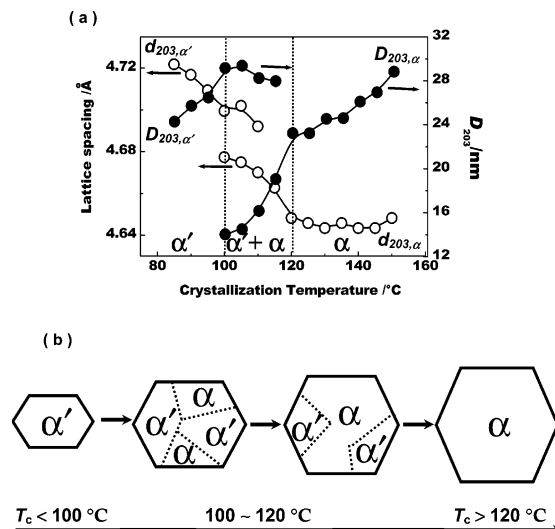 ( a )
d203,α′
D203,α
4.72
4.68
4.64
32
28
24
20
16
12
D203,α′
d203,α
α′
α′ + α
α
80
100
120
140
160
Lattice spacing /Å
D203/nm
Crystallization Temperature /°C
( b )
α′
α′
α
α′
α
α′
α
α′
α
Tc < 100 °C
100 ~ 120 °C
Tc > 120 °C